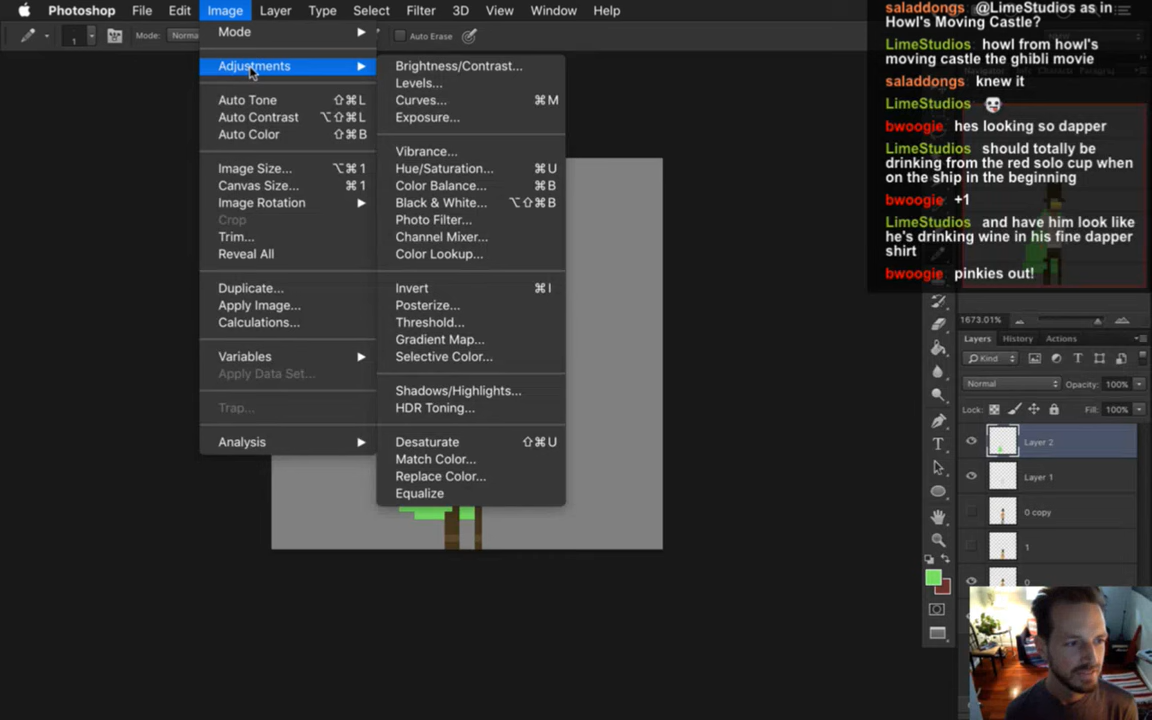 Photoshop File Edit Image Layer Type Select Filter 3D View Window Help
1 Mode: Norma Auto Erase
Mode
Adjustments
Auto Tone ⇧⌘L
Auto Contrast ⌥⇧⌘L
Auto Color ⇧⌘B
Image Size... ⌥⌘1
Canvas Size... ⌘1
Image Rotation
Crop
Trim...
Reveal All
Duplicate...
Apply Image...
Calculations...
Variables
Apply Data Set...
Trap...
Analysis
Brightness/Contrast...
Levels...
Curves... ⌘M
Exposure...
Vibrance...
Hue/Saturation... ⌘U
Color Balance... ⌘B
Black & White... ⌥⇧⌘B
Photo Filter...
Channel Mixer...
Color Lookup...
Invert ⌘I
Posterize...
Threshold...
Gradient Map...
Selective Color...
Shadows/Highlights...
HDR Toning...
Desaturate ⇧⌘U
Match Color...
Replace Color...
Equalize
saladdongs @LimeStudios as in
Howl's Moving Castle?
LimeStudios howl from howl's
moving castle the ghibli movie
saladdongs knew it
LimeStudios
bwoogie hes looking so dapper
LimeStudios should totally be
drinking from the red solo cup when
on the ship in the beginning
bwoogie +1
LimeStudios and have him look like
he's drinking wine in his fine dapper
shirt
bwoogie pinkies out!
1673.01%
Layers History Actions
Kind
Normal Opacity: 100%
Lock: Fill: 100%
Layer 2
Layer 1
0 copy
1
0